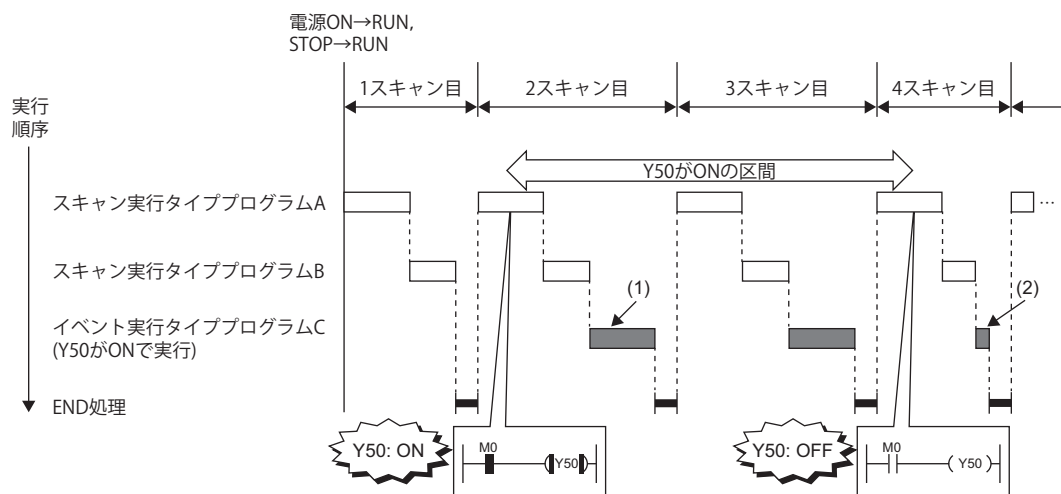 電源ON→RUN,
STOP→RUN
1スキャン目
2スキャン目
3スキャン目
4スキャン目
実行
順序
Y50がONの区間
スキャン実行タイププログラムA
…
スキャン実行タイププログラムB
(1)
(2)
イベント実行タイププログラムC
(Y50がONで実行)
END処理
Y50: ON
M0
Y50
Y50: OFF
M0
Y50